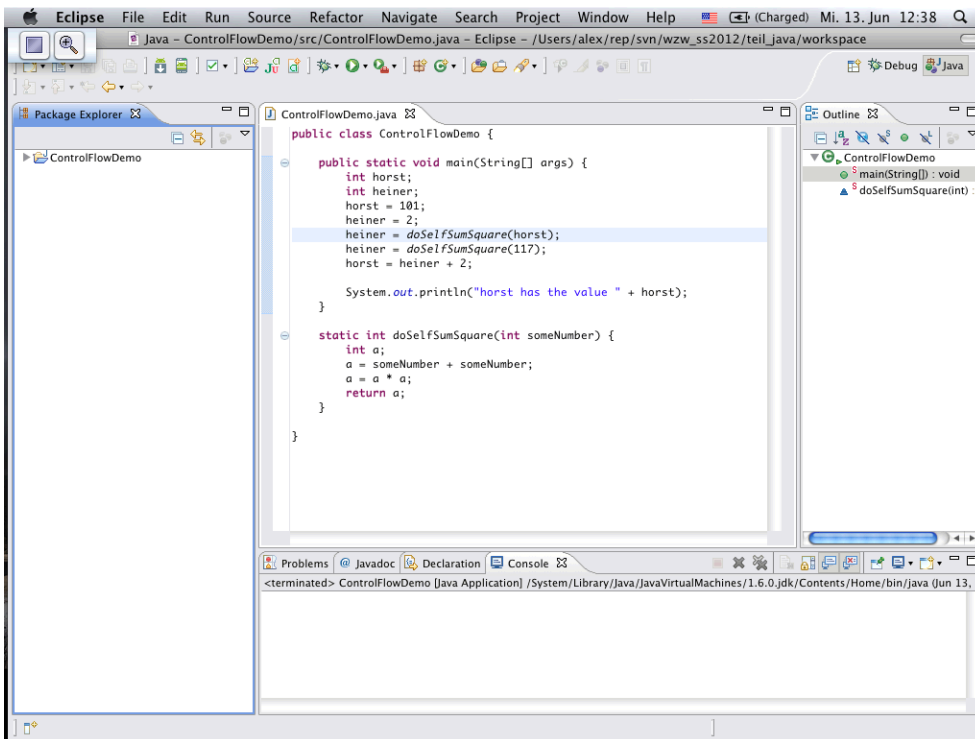 Eclipse File Edit Run Source Refactor Navigate Search Project Window Help (Charged) Mi. 13. Jun 12:38
Java – ControlFlowDemo/src/ControlFlowDemo.java – Eclipse – /Users/alex/rep/svn/wzw_ss2012/teil_java/workspace
Debug Java
Package Explorer
ControlFlowDemo
ControlFlowDemo.java
public class ControlFlowDemo {
public static void main(String[] args) {
int horst;
int heiner;
horst = 101;
heiner = 2;
heiner = doSelfSumSquare(horst);
heiner = doSelfSumSquare(117);
horst = heiner + 2;
System.out.println("horst has the value " + horst);
}
static int doSelfSumSquare(int someNumber) {
int a;
a = someNumber + someNumber;
a = a * a;
return a;
}
}
Outline
ControlFlowDemo
main(String[]) : void
doSelfSumSquare(int) :
Problems @ Javadoc Declaration Console
<terminated> ControlFlowDemo [Java Application] /System/Library/Java/JavaVirtualMachines/1.6.0.jdk/Contents/Home/bin/java (Jun 13,